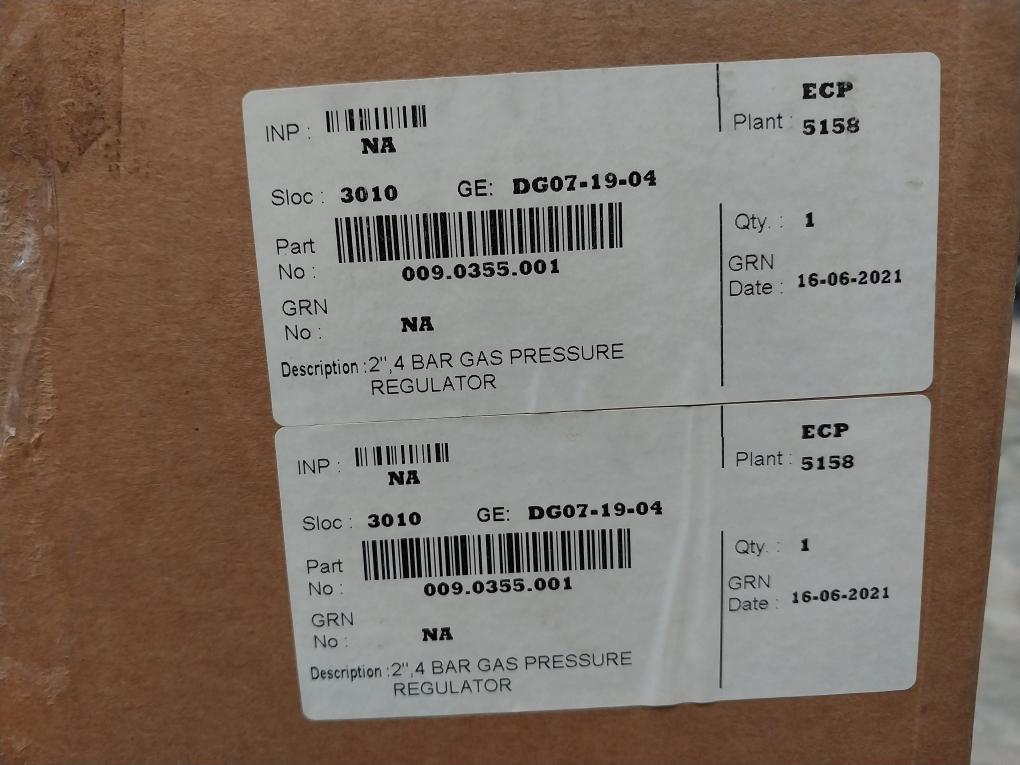 INP :
NA
ECP
Plant : 5158
Sloc : 3010 GE: DG07-19-04
Part
No :
009.0355.001
Qty. : 1
GRN
Date : 16-06-2021
GRN
No :
NA
Description :2",4 BAR GAS PRESSURE
REGULATOR
INP :
NA
ECP
Plant : 5158
Sloc : 3010 GE: DG07-19-04
Part
No :
009.0355.001
Qty. : 1
GRN
Date : 16-06-2021
GRN
No :
NA
Description :2",4 BAR GAS PRESSURE
REGULATOR